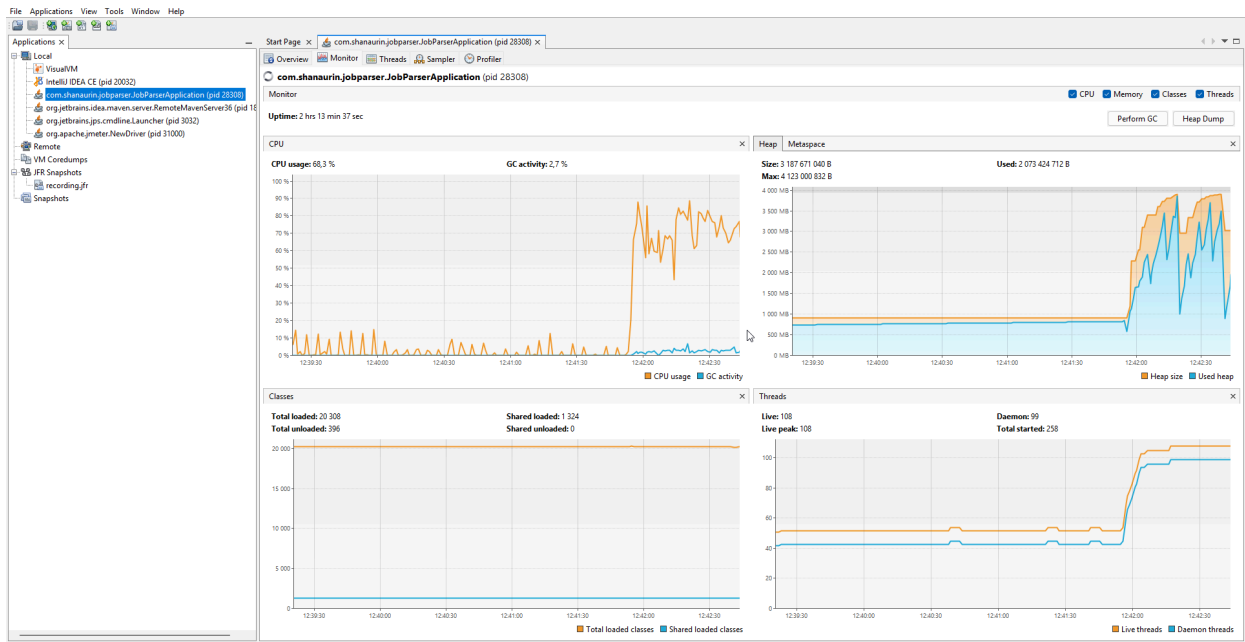 File Applications View Tools Window Help
Applications ×
Start Page ×
com.shanaurin.jobparser.JobParserApplication (pid 28308) ×
Local
VisualVM
IntelliJ IDEA CE (pid 20032)
com.shanaurin.jobparser.JobParserApplication (pid 28308)
org.jetbrains.idea.maven.server.RemoteMavenServer36 (pid 18
org.jetbrains.jps.cmdline.Launcher (pid 3032)
org.apache.jmeter.NewDriver (pid 31000)
Remote
VM Coredumps
JFR Snapshots
recording.jfr
Snapshots
Overview Monitor Threads Sampler Profiler
com.shanaurin.jobparser.JobParserApplication (pid 28308)
Monitor
CPU Memory Classes Threads
Uptime: 2 hrs 13 min 37 sec
Perform GC Heap Dump
CPU ×
CPU usage: 68,3 % GC activity: 2,7 %
100 %
90 %
80 %
70 %
60 %
50 %
40 %
30 %
20 %
10 %
0 %
12:39:30 12:40:00 12:40:30 12:41:00 12:41:30 12:42:00 12:42:30
CPU usage GC activity
Heap Metaspace ×
Size: 3 187 671 040 B Used: 2 073 424 712 B
Max: 4 123 000 832 B
4 000 MB
3 500 MB
3 000 MB
2 500 MB
2 000 MB
1 500 MB
1 000 MB
500 MB
0 MB
12:39:30 12:40:00 12:40:30 12:41:00 12:41:30 12:42:00 12:42:30
Heap size Used heap
Classes ×
Total loaded: 20 308 Shared loaded: 1 324
Total unloaded: 396 Shared unloaded: 0
20 000
15 000
10 000
5 000
0
12:39:30 12:40:00 12:40:30 12:41:00 12:41:30 12:42:00 12:42:30
Total loaded classes Shared loaded classes
Threads ×
Live: 108 Daemon: 99
Live peak: 108 Total started: 258
100
80
60
40
20
0
12:39:30 12:40:00 12:40:30 12:41:00 12:41:30 12:42:00 12:42:30
Live threads Daemon threads